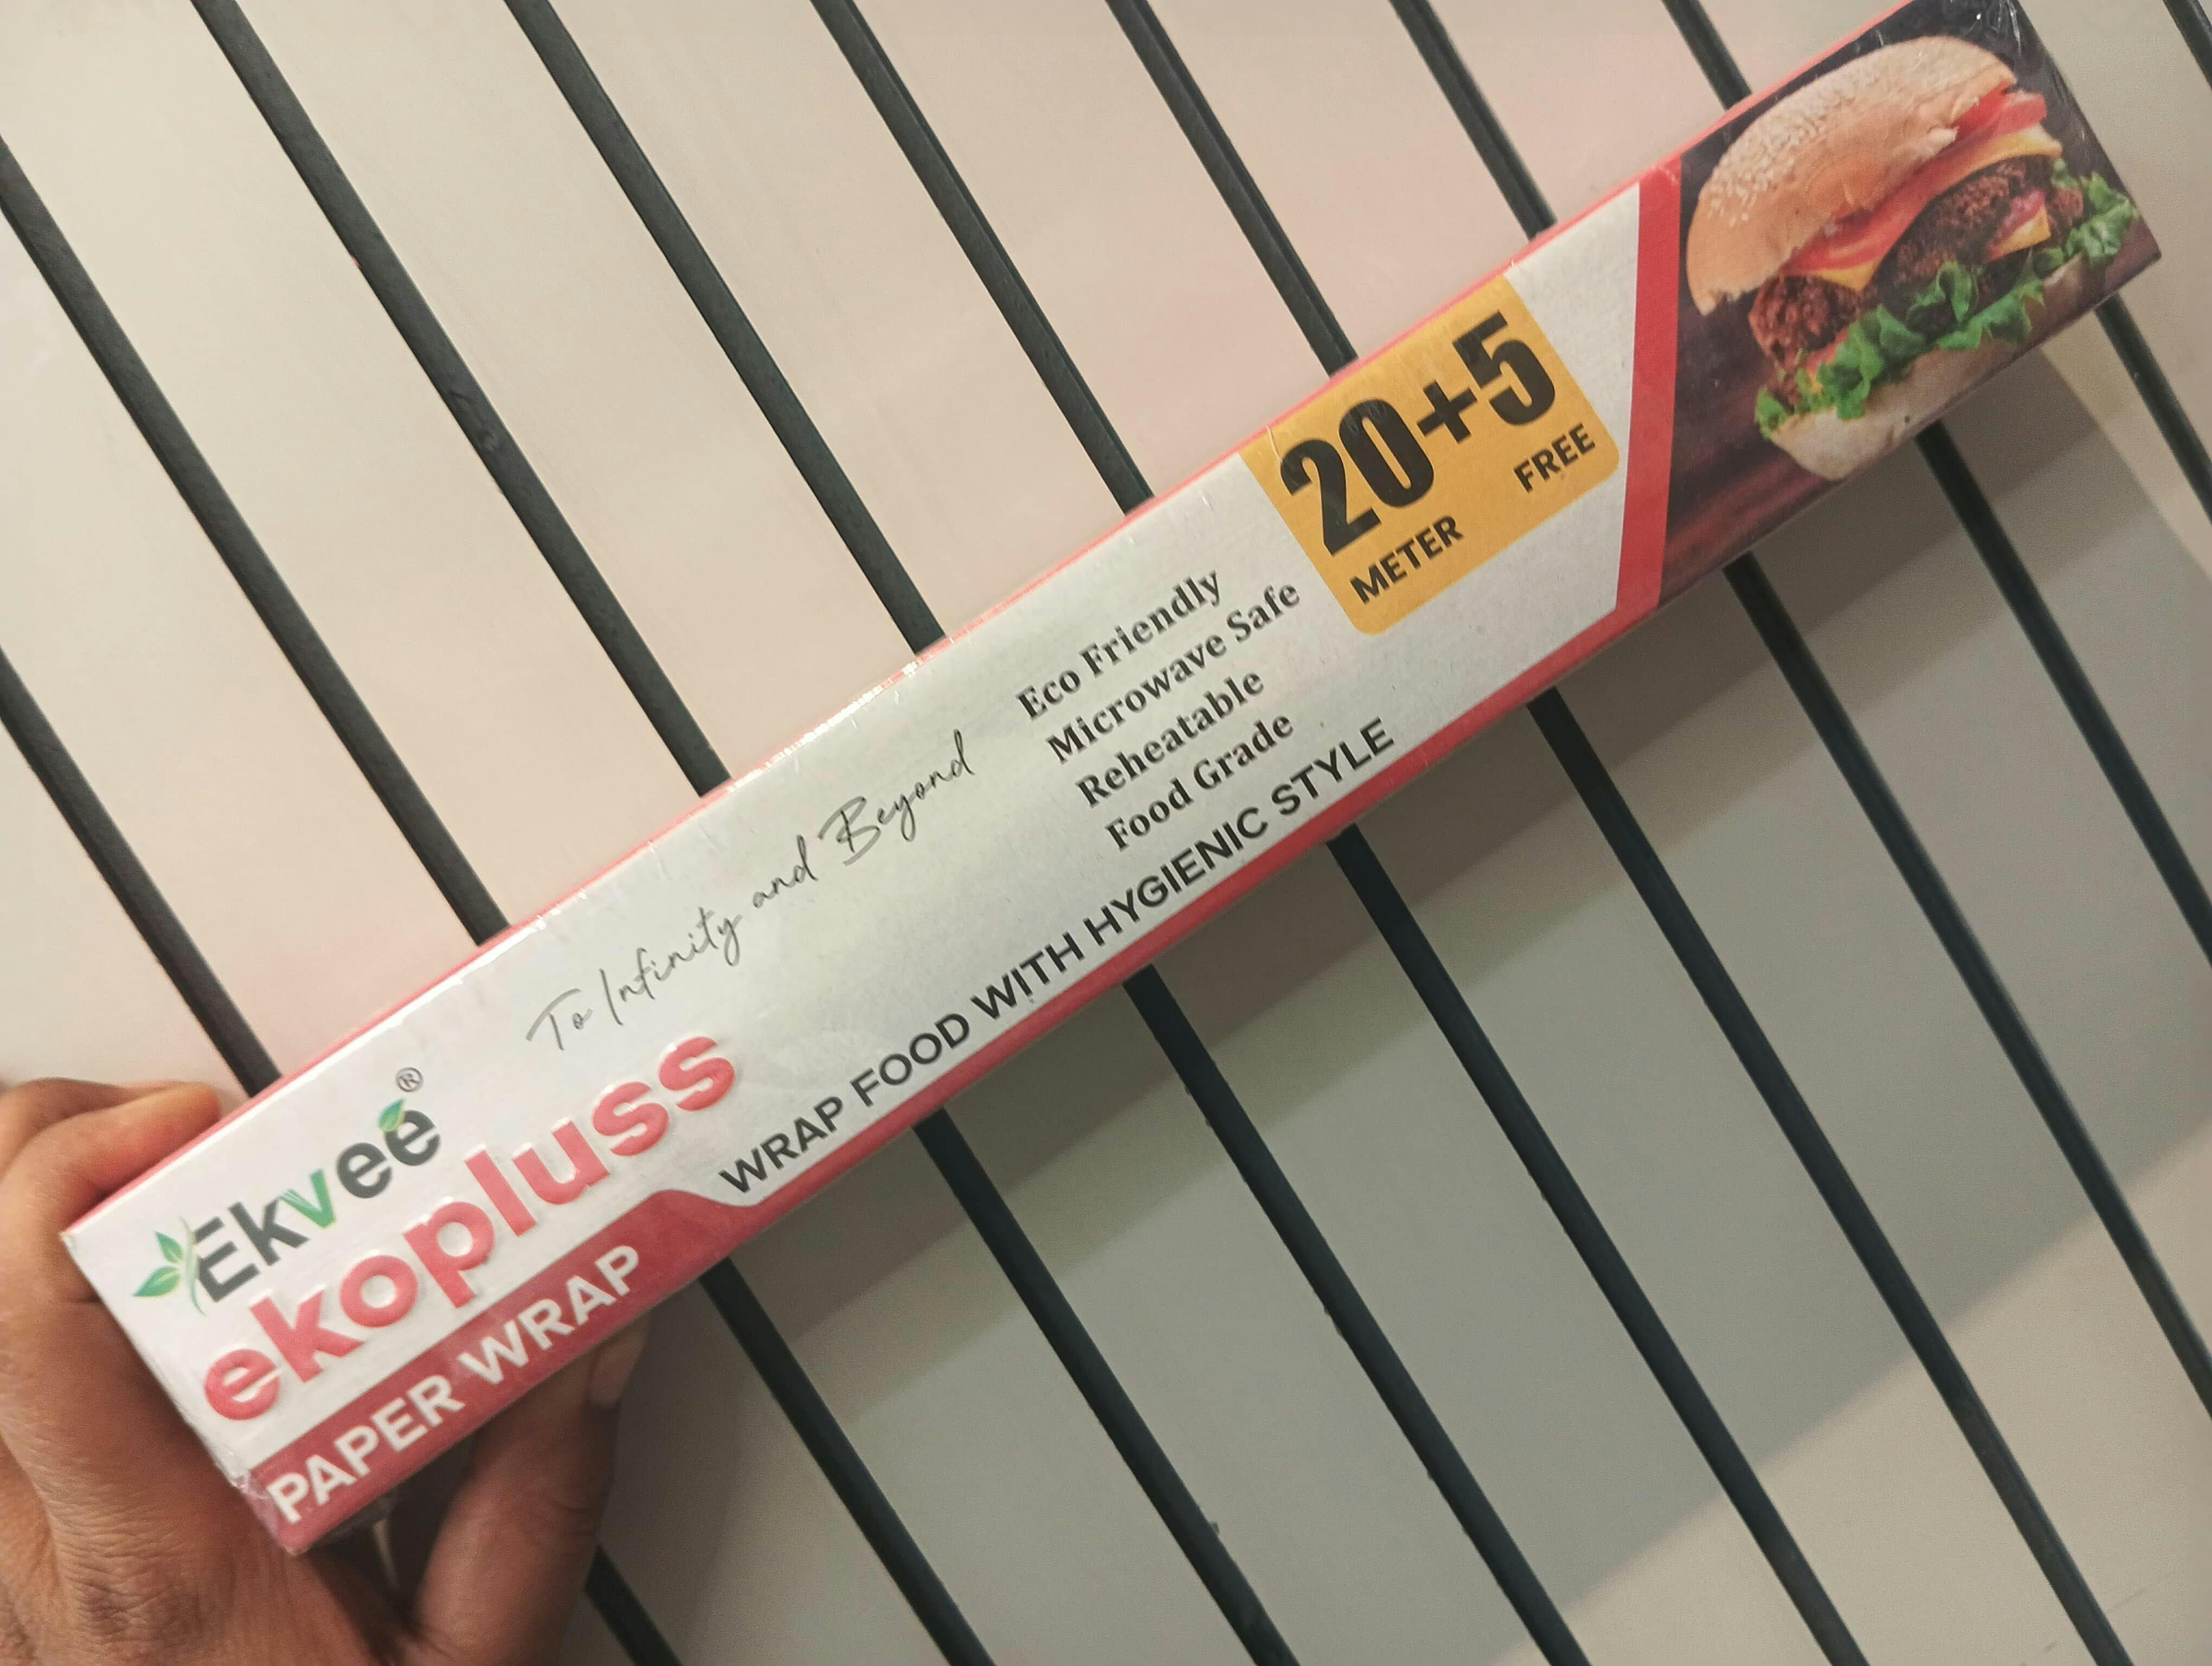 Ekvee®
ekopluss
PAPER WRAP
To Infinity and Beyond
WRAP FOOD WITH HYGIENIC STYLE
Eco Friendly
Microwave Safe
Reheatable
Food Grade
20+5
METER FREE